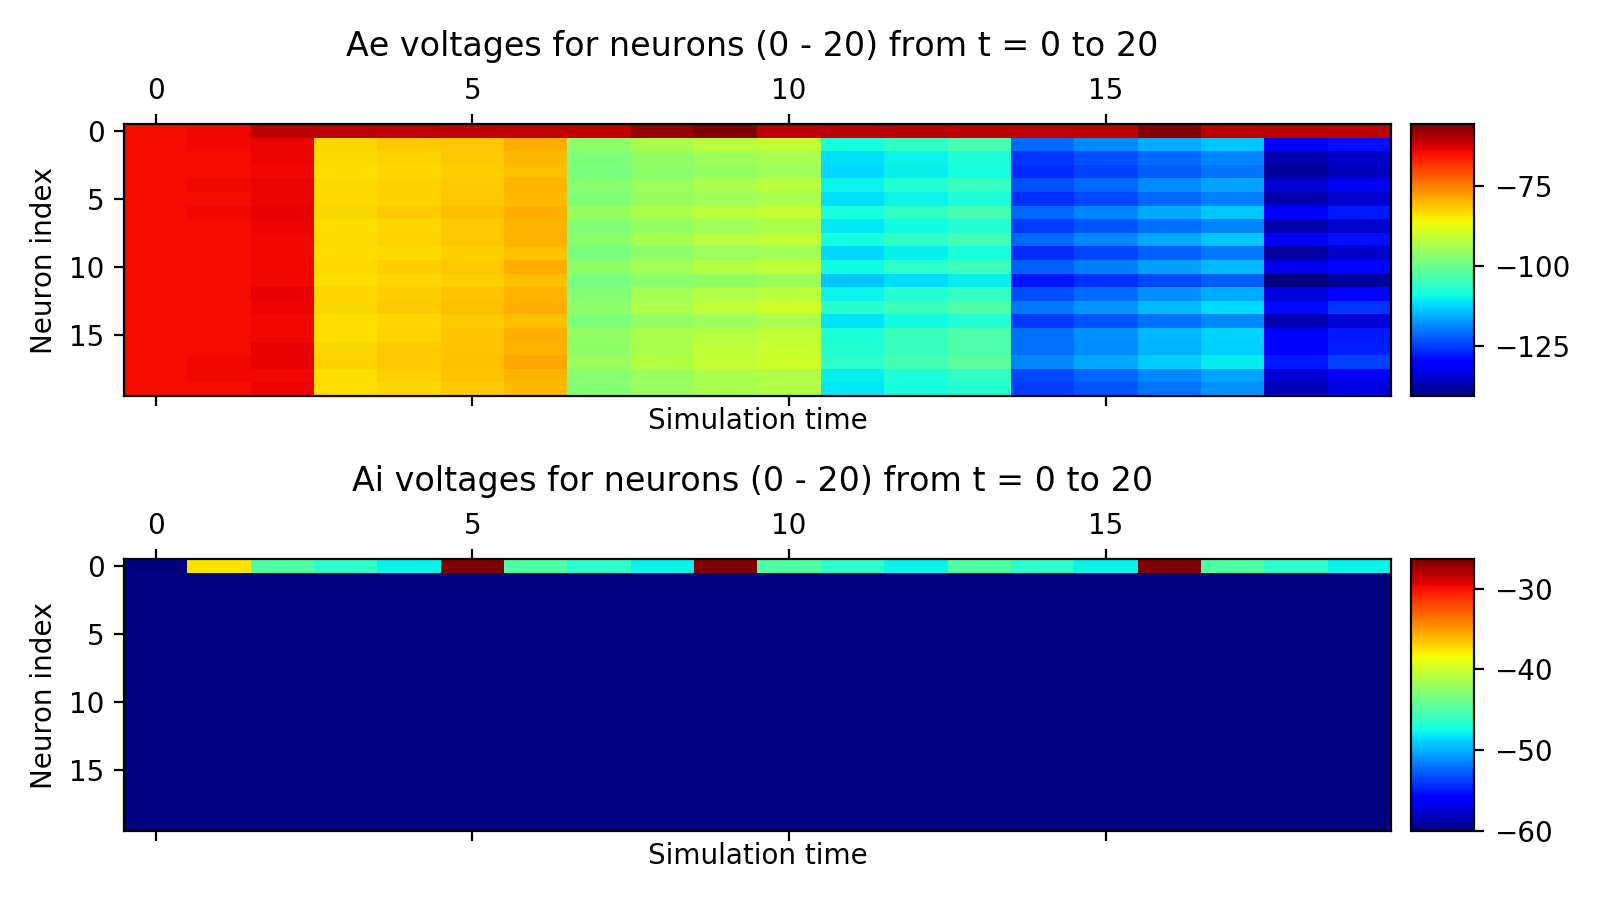 Ae voltages for neurons (0 - 20) from t = 0 to 20
0 5 10 15
Neuron index
0
5
10
15
Simulation time
−75
−100
−125
Ai voltages for neurons (0 - 20) from t = 0 to 20
0 5 10 15
Neuron index
0
5
10
15
Simulation time
−30
−40
−50
−60